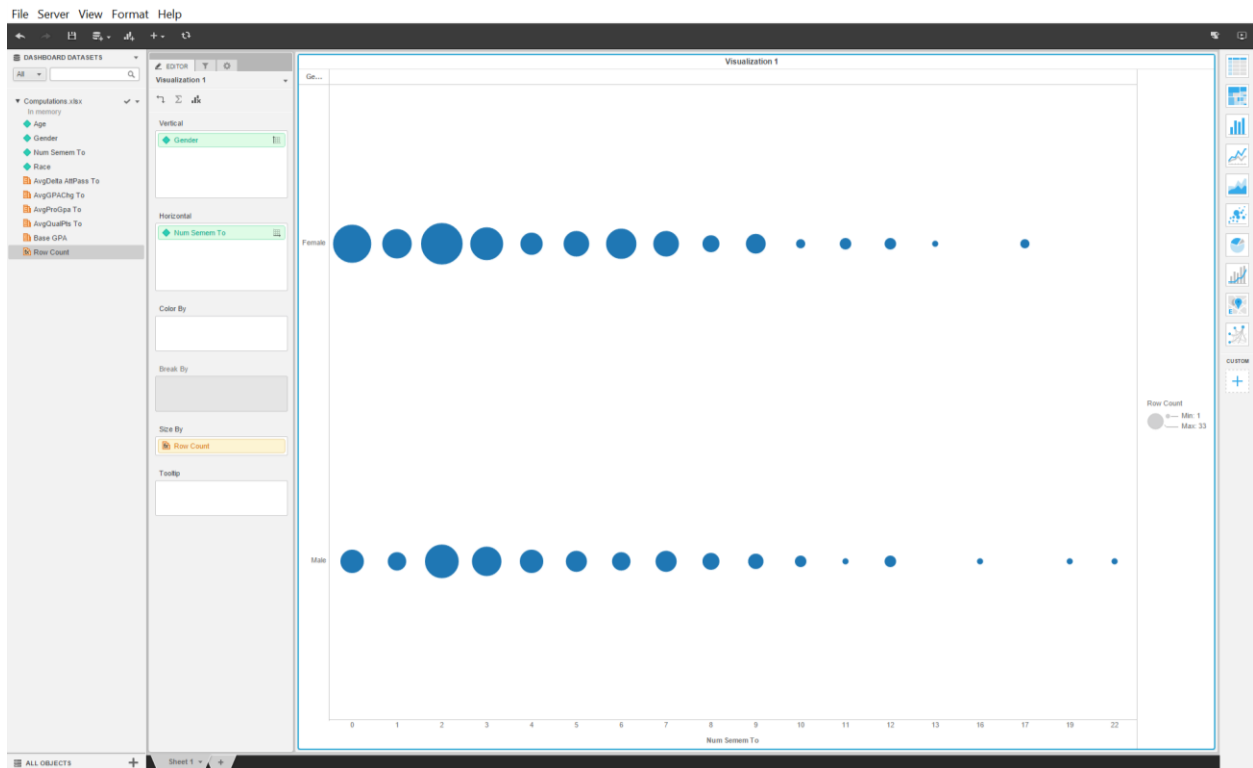 File Server View Format Help
DASHBOARD DATASETS
All
Computations.xlsx
In memory
Age
Gender
Num Semem To
Race
AvgDelta AttPass To
AvgGPAChg To
AvgProGpa To
AvgQualPts To
Base GPA
Row Count
ALL OBJECTS
EDITOR
Visualization 1
Vertical
Gender
Horizontal
Num Semem To
Color By
Break By
Size By
Row Count
Tooltip
Sheet 1
Visualization 1
Ge...
Female
Male
0 1 2 3 4 5 6 7 8 9 10 11 12 13 16 17 19 22
Num Semem To
Row Count
Min: 1
Max: 33
E
CUSTOM